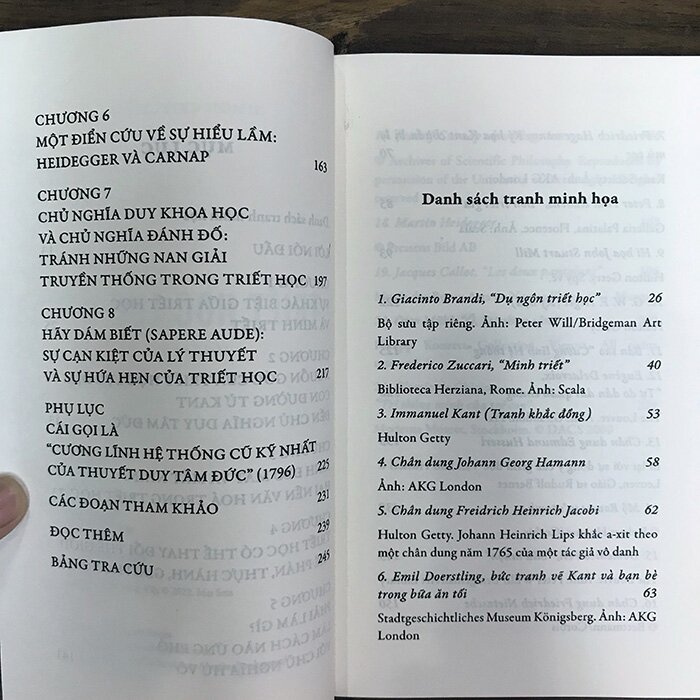 CHƯƠNG 6
MỘT ĐIỂN CỨU VỀ SỰ HIỂU LẦM:
HEIDEGGER VÀ CARNAP 163
CHƯƠNG 7
CHỦ NGHĨA DUY KHOA HỌC
VÀ CHỦ NGHĨA ĐÁNH ĐỐ:
TRÁNH NHỮNG NAN GIẢI
TRUYỀN THỐNG TRONG TRIẾT HỌC 197
CHƯƠNG 8
HÃY DÁM BIẾT (SAPERE AUDE):
SỰ CẠN KIỆT CỦA LÝ THUYẾT
VÀ SỰ HỨA HẸN CỦA TRIẾT HỌC 217
PHỤ LỤC
CÁI GỌI LÀ
“CƯƠNG LĨNH HỆ THỐNG CŨ KỸ NHẤT
CỦA THUYẾT DUY TÂM ĐỨC” (1796) 225
CÁC ĐOẠN THAM KHẢO 231
ĐỌC THÊM 239
BẢNG TRA CỨU 245
Danh sách tranh minh họa
1. Giacinto Brandi, “Dụ ngôn triết học” 26
Bộ sưu tập riêng. Ảnh: Peter Will/Bridgeman Art
Library
2. Frederico Zuccari, “Minh triết” 40
Biblioteca Herziana, Rome. Ảnh: Scala
3. Immanuel Kant (Tranh khắc đồng) 53
Hulton Getty
4. Chân dung Johann Georg Hamann 58
Ảnh: AKG London
5. Chân dung Freidrich Heinrich Jacobi 62
Hulton Getty. Johann Heinrich Lips khắc a-xit theo
một chân dung năm 1765 của một tác giả vô danh
6. Emil Doerstling, bức tranh vẽ Kant và bạn bè
trong bữa ăn tối 63
Stadtgeschichtliches Museum Königsberg. Ảnh: AKG
London